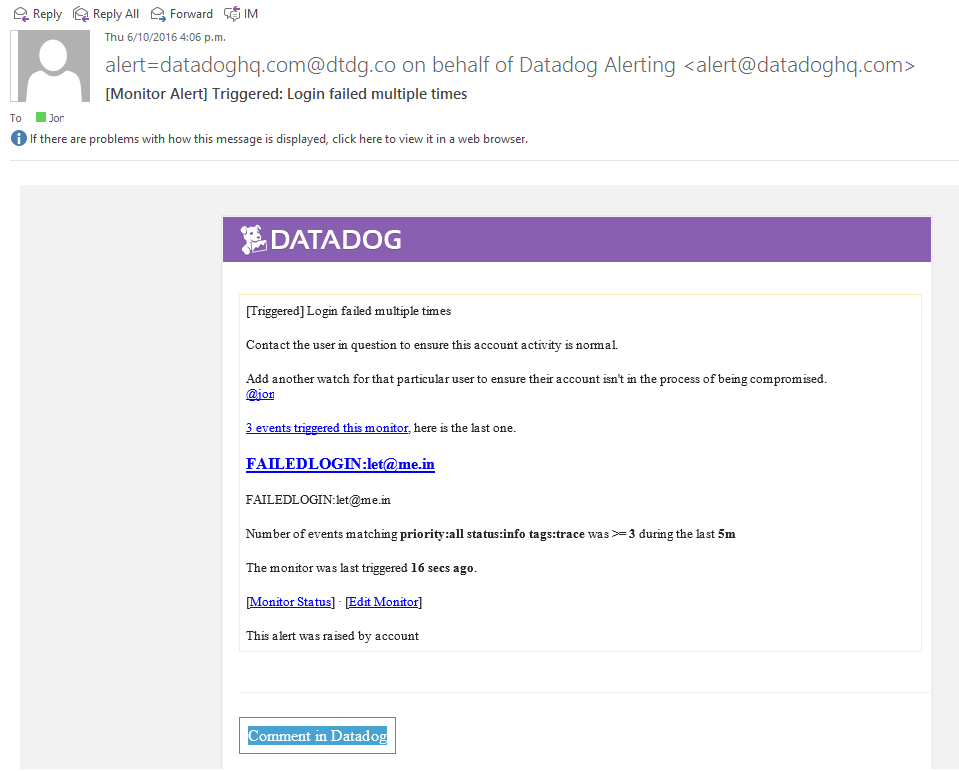 Reply Reply All Forward IM
Thu 6/10/2016 4:06 p.m.
alert=datadoghq.com@dtdg.co on behalf of Datadog Alerting <alert@datadoghq.com>
[Monitor Alert] Triggered: Login failed multiple times
To Jon
If there are problems with how this message is displayed, click here to view it in a web browser.
DATADOG
[Triggered] Login failed multiple times
Contact the user in question to ensure this account activity is normal.
Add another watch for that particular user to ensure their account isn't in the process of being compromised.
@jon
3 events triggered this monitor, here is the last one.
FAILEDLOGIN:let@me.in
FAILEDLOGIN:let@me.in
Number of events matching priority:all status:info tags:trace was >= 3 during the last 5m
The monitor was last triggered 16 secs ago.
[Monitor Status] · [Edit Monitor]
This alert was raised by account
Comment in Datadog